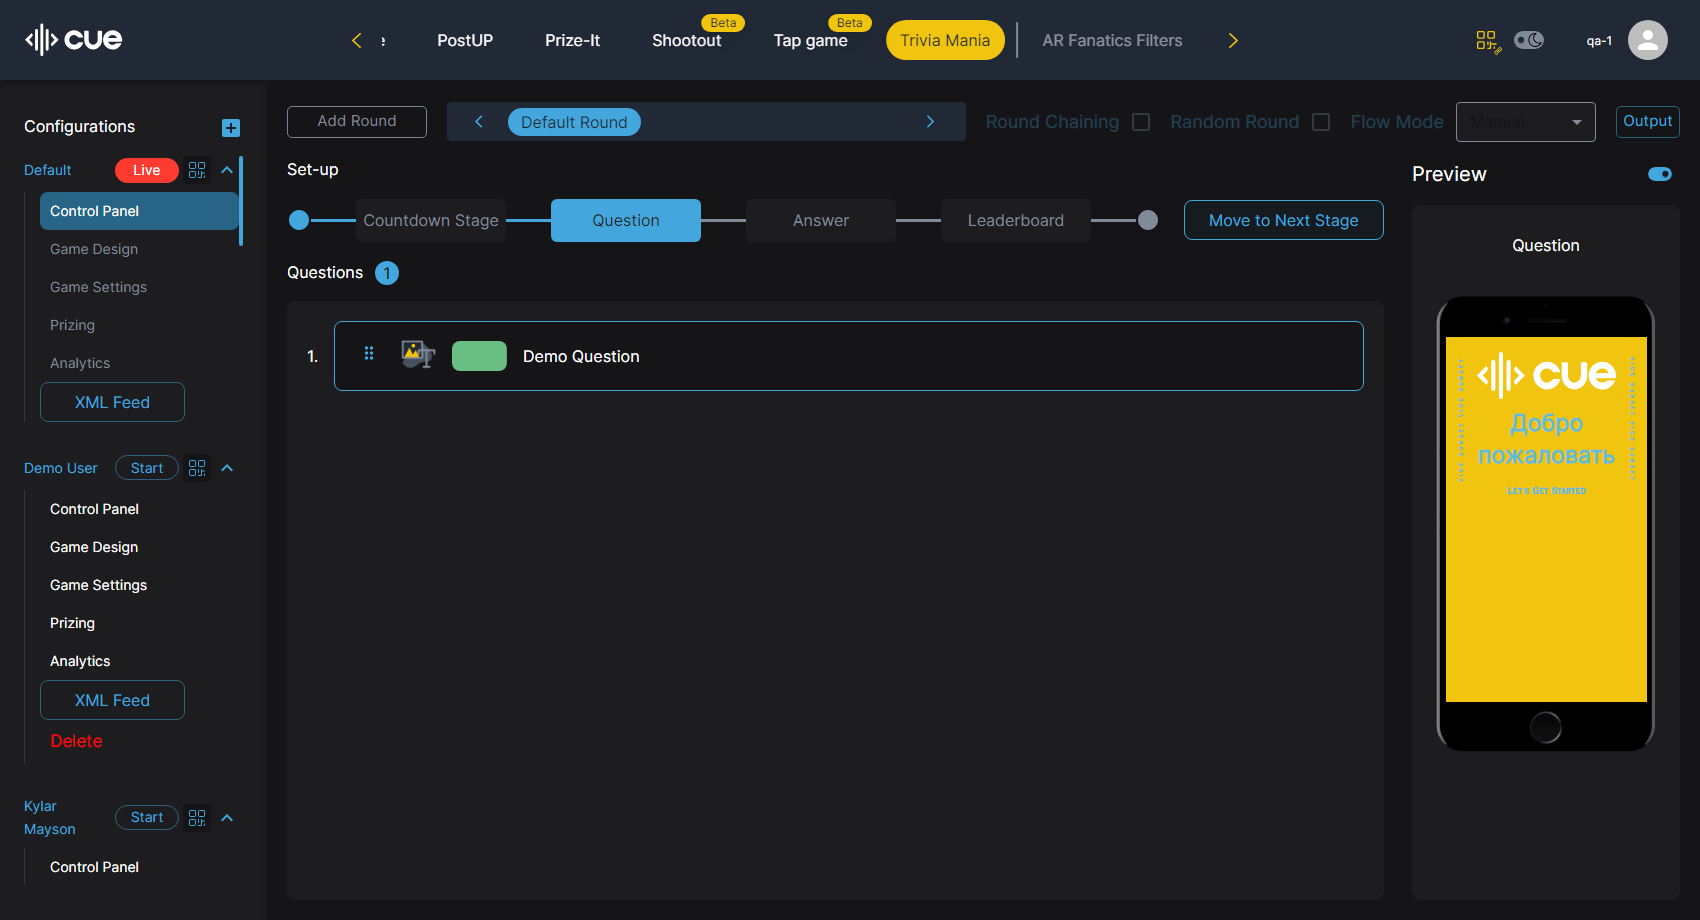 cue
PostUP
Prize-It
Beta
Shootout
Beta
Tap game
Trivia Mania
AR Fanatics Filters
qa-1
Configurations
Default
Live
Control Panel
Game Design
Game Settings
Prizing
Analytics
XML Feed
Demo User
Start
Control Panel
Game Design
Game Settings
Prizing
Analytics
XML Feed
Delete
Kylar
Mayson
Start
Control Panel
Add Round
Default Round
Round Chaining
Random Round
Flow Mode
Manual
Output
Set-up
Countdown Stage
Question
Answer
Leaderboard
Move to Next Stage
Questions 1
1.
Demo Question
Preview
Question
cue
Добро
пожаловать
Let's Get Started